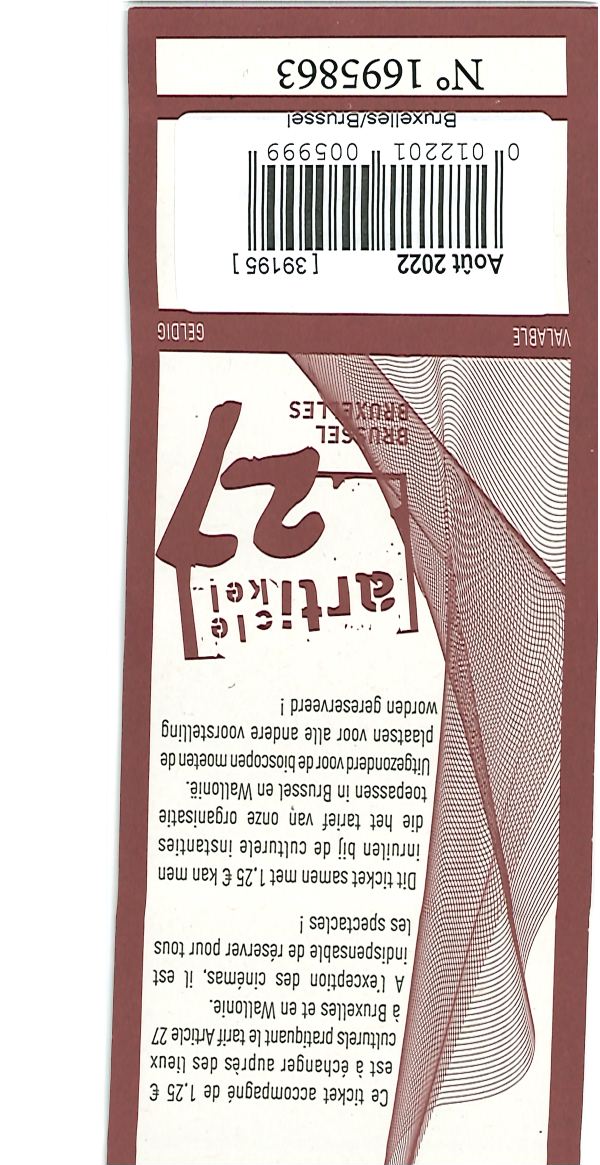 Ce ticket accompagné de 1,25 €
est à échanger auprès des lieux
culturels pratiquant le tarif Article 27
à Bruxelles et en Wallonie.
A l'exception des cinémas, il est
indispensable de réserver pour tous
les spectacles !
Dit ticket samen met 1,25 € kan men
inruilen bij de culturele instanties
die het tarief van onze organisatie
toepassen in Brussel en Wallonië.
Uitgezonderd voor de bioscopen moeten de
plaatsen voor alle andere voorstelling
worden gereserveerd !
[article
ikel]
27
BRUSSEL
BRUXELLES
VALABLE GELDIG
Août 2022 [39195]
0 012201 005999
Bruxelles/Brussel
N° 1695863